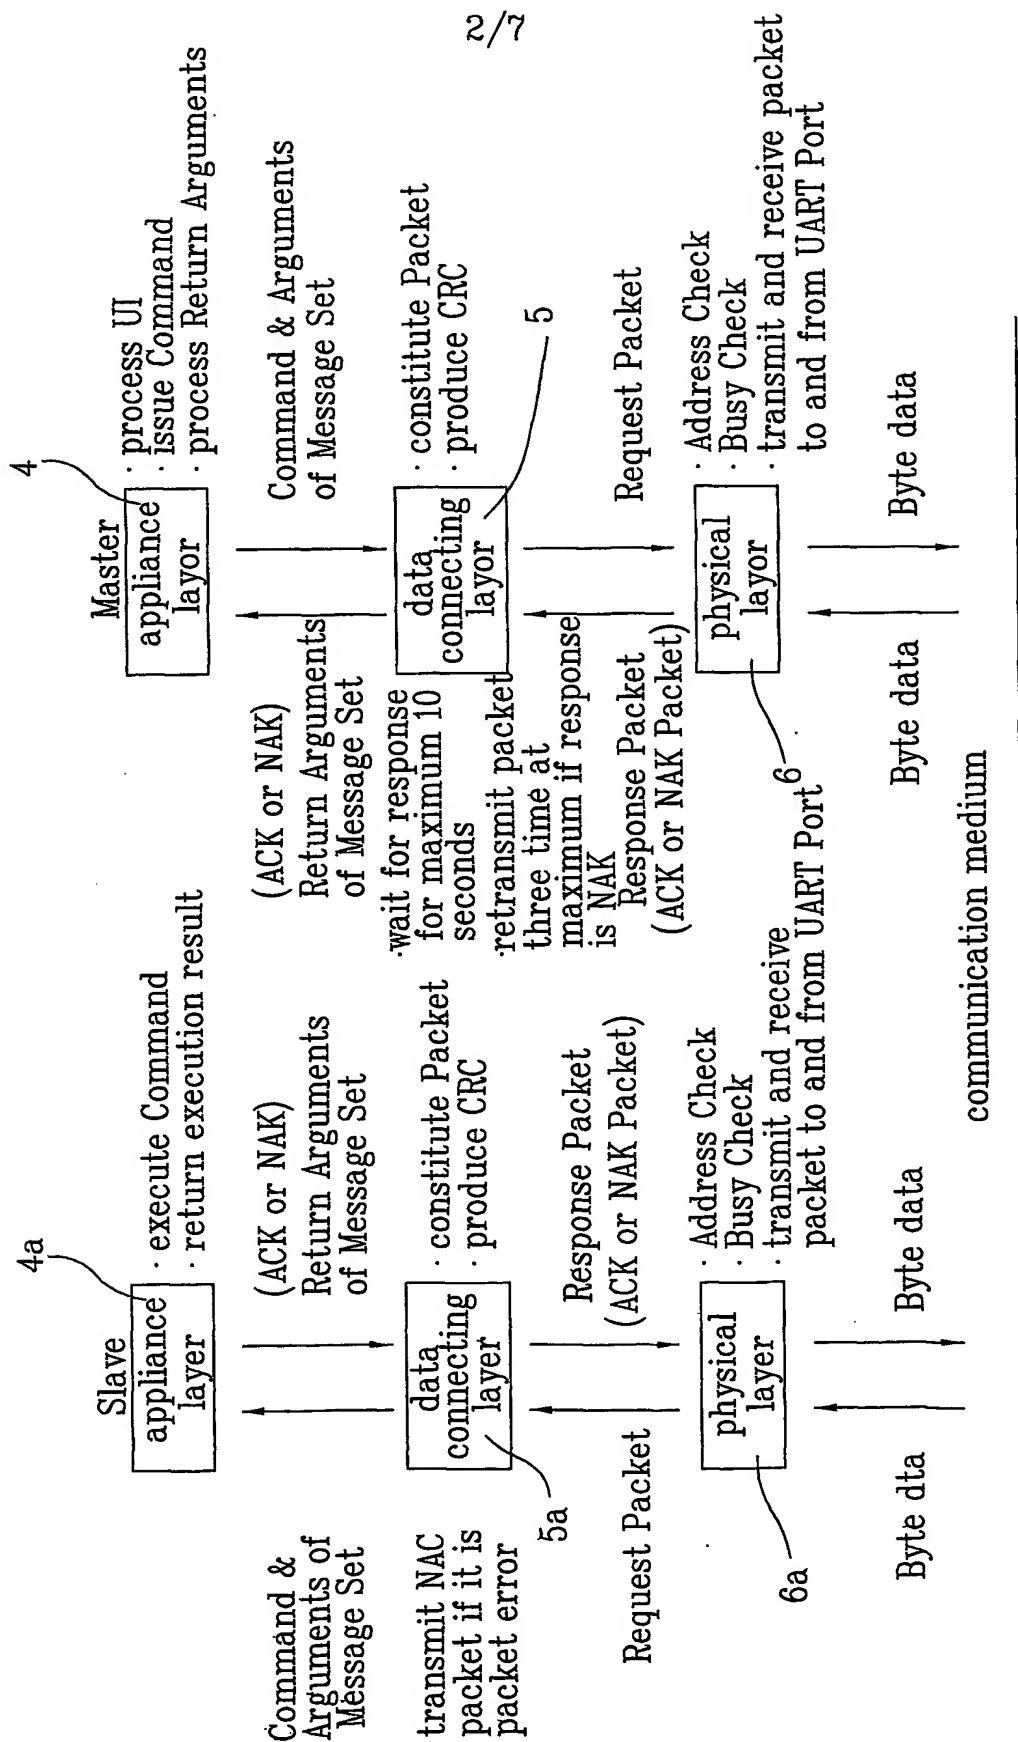 2/7
Slave
appliance
layer
4a
· execute Command
· return execution result
Command &
Arguments of
Message Set
(ACK or NAK)
Return Arguments
of Message Set
data
connecting
layer
5a
· constitute Packet
· produce CRC
transmit NAC
packet if it is
packet error
Request Packet
Response Packet
(ACK or NAK Packet)
physical
layer
6a
· Address Check
· Busy Check
· transmit and receive
packet to and from UART Port
Byte dta
Byte data
Master
appliance
layor
4
· process UI
· issue Command
· process Return Arguments
(ACK or NAK)
Return Arguments
of Message Set
Command & Arguments
of Message Set
data
connecting
layor
5
· constitute Packet
· produce CRC
·wait for response
for maximum 10
seconds
·retransmit packet
three time at
maximum if response
is NAK
Response Packet
(ACK or NAK Packet)
Request Packet
physical
layor
6
· Address Check
· Busy Check
· transmit and receive packet
to and from UART Port
Byte data
Byte data
communication medium